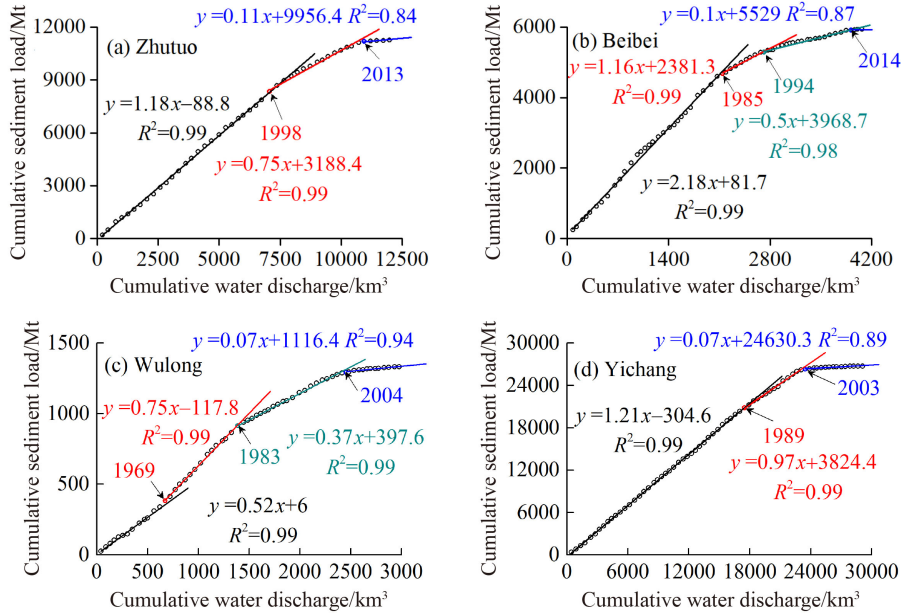 y=0.11x+9956.4 R²=0.84
12000
(a) Zhutuo
9000
2013
y=1.18x−88.8
R²=0.99
6000
1998
y=0.75x+3188.4
R²=0.99
3000
0
0 2500 5000 7500 10000 12500
Cumulative sediment load/Mt
Cumulative water discharge/km³
y=0.1x+5529 R²=0.87
6000
(b) Beibei
2014
y=1.16x+2381.3
R²=0.99
1994
1985
4000
y=0.5x+3968.7
R²=0.98
2000
y=2.18x+81.7
R²=0.99
0
0 1400 2800 4200
Cumulative sediment load/Mt
Cumulative water discharge/km³
y=0.07x+1116.4 R²=0.94
1500
(c) Wulong
2004
1000
y=0.75x−117.8
R²=0.99
1983
y=0.37x+397.6
R²=0.99
1969
500
y=0.52x+6
R²=0.99
0
0 500 1000 1500 2000 2500 3000
Cumulative sediment load/Mt
Cumulative water discharge/km³
y=0.07x+24630.3 R²=0.89
30000
(d) Yichang
24000
2003
y=1.21x−304.6
R²=0.99
18000
1989
y=0.97x+3824.4
R²=0.99
12000
6000
0
0 6000 12000 18000 24000 30000
Cumulative sediment load/Mt
Cumulative water discharge/km³